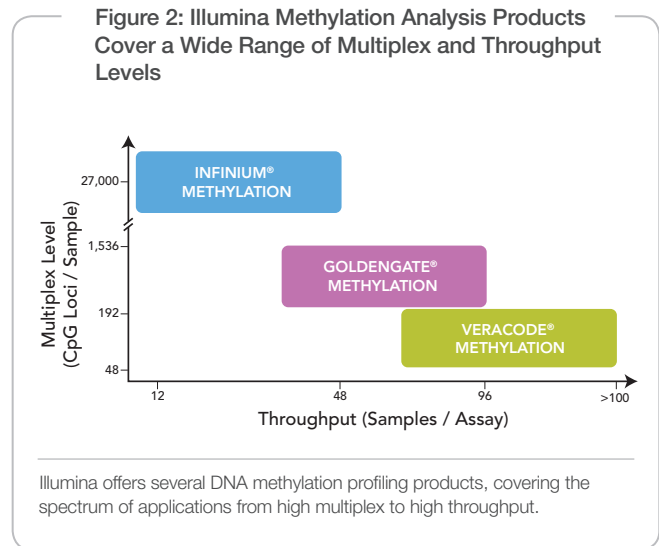 Figure 2: Illumina Methylation Analysis Products
Cover a Wide Range of Multiplex and Throughput
Levels
Multiplex Level
(CpG Loci / Sample)
27,000
1,536
192
48
INFINIUM®
METHYLATION
GOLDENGATE®
METHYLATION
VERACODE®
METHYLATION
12
48
96
>100
Throughput (Samples / Assay)
Illumina offers several DNA methylation profiling products, covering the
spectrum of applications from high multiplex to high throughput.